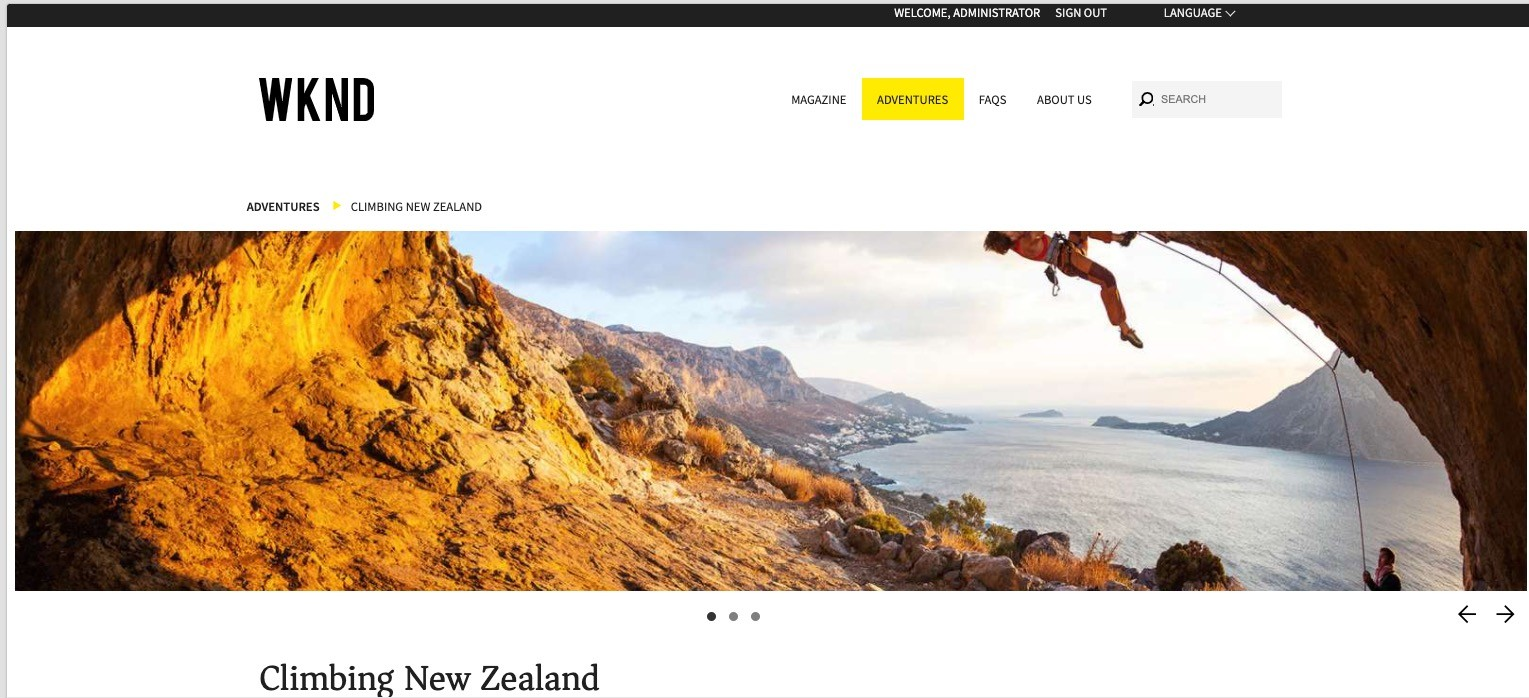 WELCOME, ADMINISTRATOR SIGN OUT LANGUAGE
WKND
MAGAZINE ADVENTURES FAQS ABOUT US SEARCH
ADVENTURES CLIMBING NEW ZEALAND
Climbing New Zealand